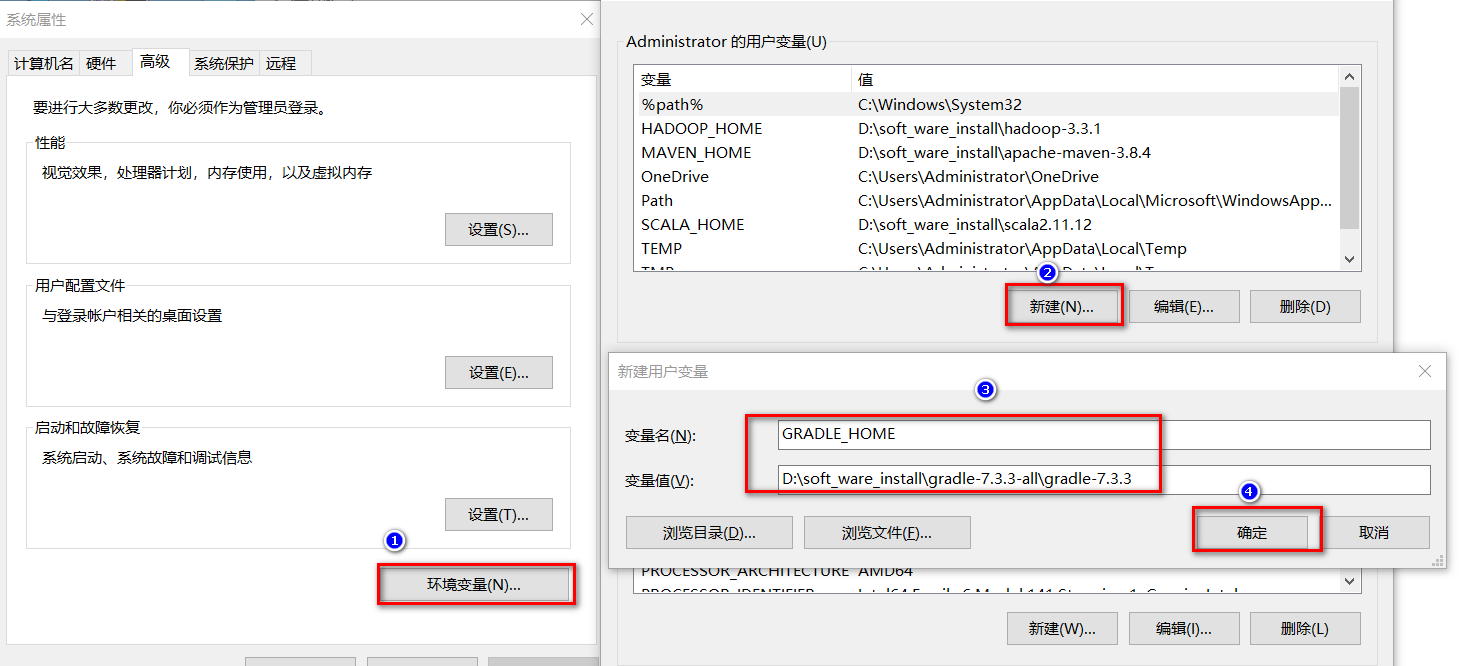 系统属性
计算机名 硬件 高级 系统保护 远程
要进行大多数更改，你必须作为管理员登录。
性能
视觉效果，处理器计划，内存使用，以及虚拟内存
设置(S)...
用户配置文件
与登录帐户相关的桌面设置
设置(E)...
启动和故障恢复
系统启动、系统故障和调试信息
设置(T)...
1
环境变量(N)...
Administrator 的用户变量(U)
变量 值
%path% C:\Windows\System32
HADOOP_HOME D:\soft_ware_install\hadoop-3.3.1
MAVEN_HOME D:\soft_ware_install\apache-maven-3.8.4
OneDrive C:\Users\Administrator\OneDrive
Path C:\Users\Administrator\AppData\Local\Microsoft\WindowsApp...
SCALA_HOME D:\soft_ware_install\scala2.11.12
TEMP C:\Users\Administrator\AppData\Local\Temp
2
新建(N)... 编辑(E)... 删除(D)
新建用户变量
3
变量名(N): GRADLE_HOME
变量值(V): D:\soft_ware_install\gradle-7.3.3-all\gradle-7.3.3
4
浏览目录(D)... 浏览文件(F)... 确定 取消
PROCESSOR_ARCHITECTURE AMD64
新建(W)... 编辑(I)... 删除(L)